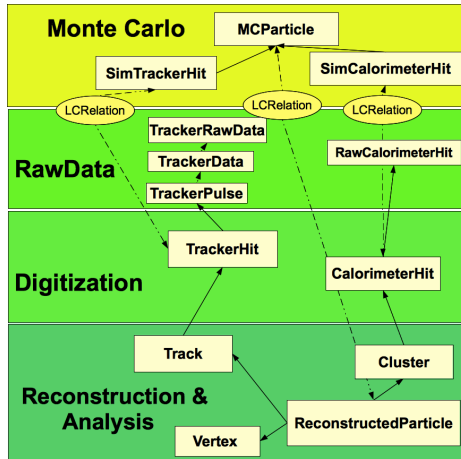 Monte Carlo
MCParticle
SimTrackerHit
SimCalorimeterHit
LCRelation
LCRelation
LCRelation
TrackerRawData
TrackerData
TrackerPulse
RawCalorimeterHit
RawData
TrackerHit
CalorimeterHit
Digitization
Track
Cluster
Reconstruction &
Analysis
ReconstructedParticle
Vertex